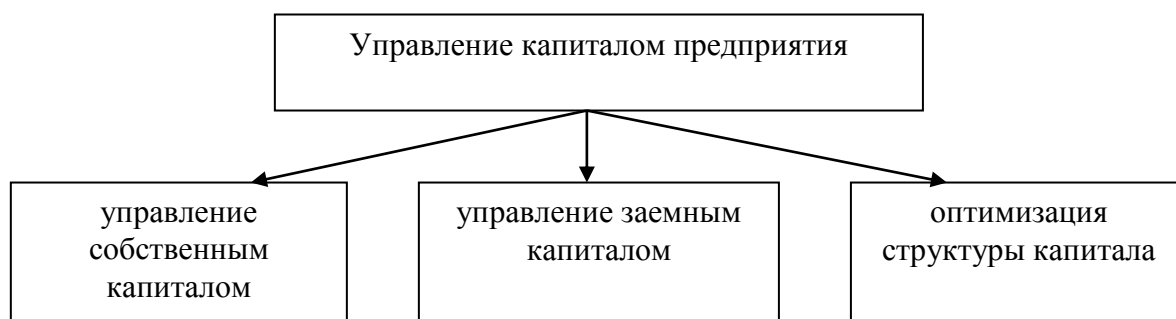 Управление капиталом предприятия
управление
собственным
капиталом
управление заемным
капиталом
оптимизация
структуры капитала